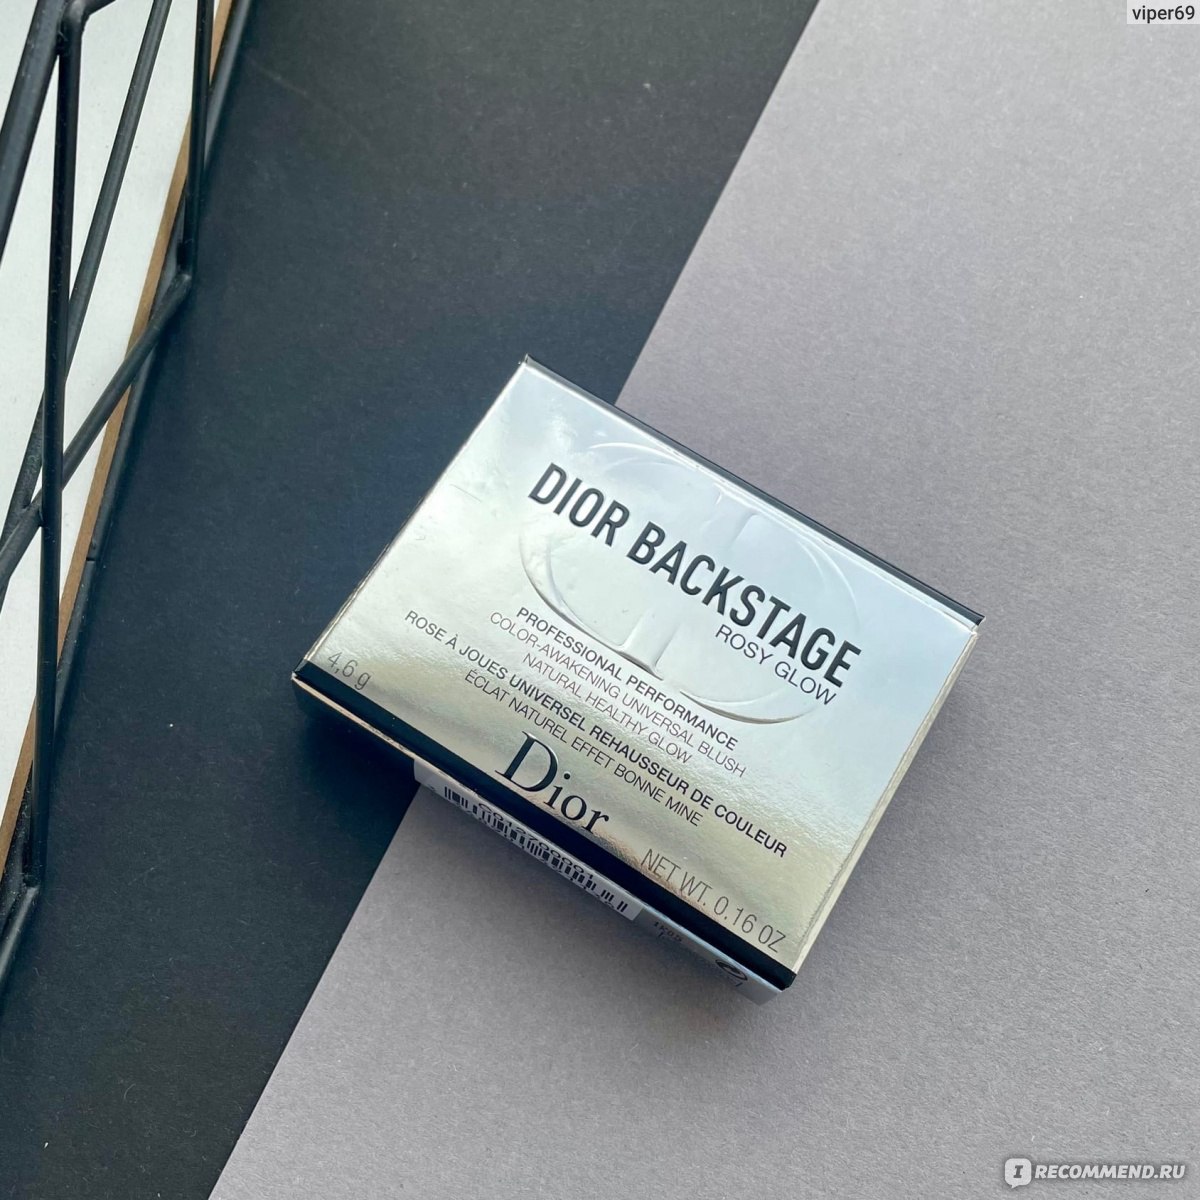 viper69
DIOR BACKSTAGE
ROSY GLOW
PROFESSIONAL PERFORMANCE
COLOR-AWAKENING UNIVERSAL BLUSH
NATURAL HEALTHY GLOW
ROSE À JOUES UNIVERSEL REHAUSSEUR DE COULEUR
ÉCLAT NATUREL EFFET BONNE MINE
4,6 g
Dior
NET WT. 0.16 OZ
IRECOMMEND.RU